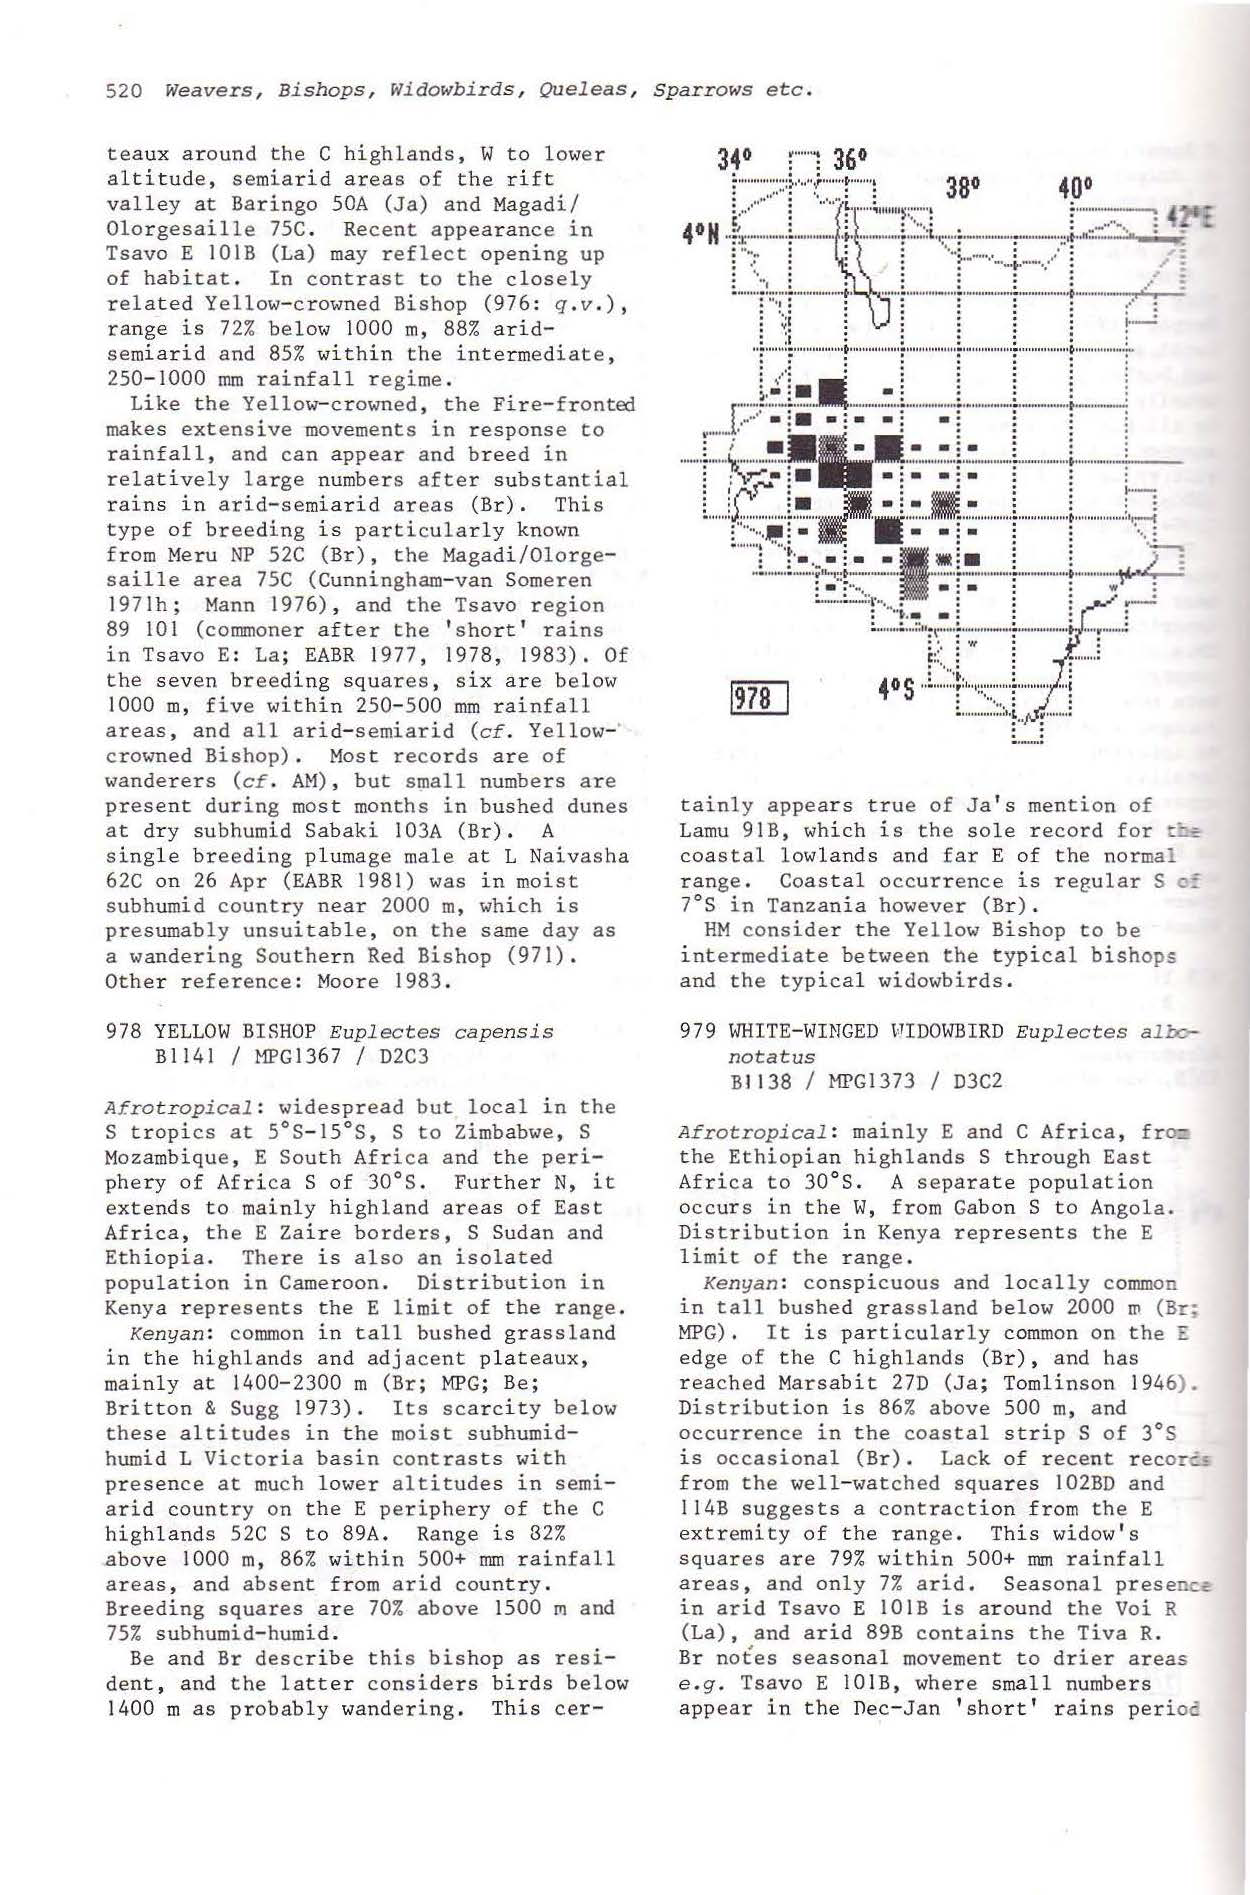 520 Weavers, Bishops, Widowbirds, Queleas, Sparrows etc.
teaux around the C highlands, W to lower
altitude, semiarid areas of the rift
valley at Baringo 50A (Ja) and Magadi/
Olorgesaille 75C. Recent appearance in
Tsavo E 101B (La) may reflect opening up
of habitat. In contrast to the closely
related Yellow-crowned Bishop (976: q.v.),
range is 72% below 1000 m, 88% arid-
semiarid and 85% within the intermediate,
250-1000 mm rainfall regime.
Like the Yellow-crowned, the Fire-fronted
makes extensive movements in response to
rainfall, and can appear and breed in
relatively large numbers after substantial
rains in arid-semiarid areas (Br). This
type of breeding is particularly known
from Meru NP 52C (Br), the Magadi/Olorge-
saille area 75C (Cunningham-van Someren
1971h; Mann 1976), and the Tsavo region
89 101 (commoner after the 'short' rains
in Tsavo E: La; EABR 1977, 1978, 1983). Of
the seven breeding squares, six are below
1000 m, five within 250-500 mm rainfall
areas, and all arid-semiarid (cf. Yellow-
crowned Bishop). Most records are of
wanderers (cf. AM), but small numbers are
present during most months in bushed dunes
at dry subhumid Sabaki 103A (Br). A
single breeding plumage male at L Naivasha
62C on 26 Apr (EABR 1981) was in moist
subhumid country near 2000 m, which is
presumably unsuitable, on the same day as
a wandering Southern Red Bishop (971).
Other reference: Moore 1983.
978 YELLOW BISHOP Euplectes capensis
B1141 / MPG1367 / D2C3
Afrotropical: widespread but local in the
S tropics at 5°S-15°S, S to Zimbabwe, S
Mozambique, E South Africa and the peri-
phery of Africa S of 30°S. Further N, it
extends to mainly highland areas of East
Africa, the E Zaire borders, S Sudan and
Ethiopia. There is also an isolated
population in Cameroon. Distribution in
Kenya represents the E limit of the range.
Kenyan: common in tall bushed grassland
in the highlands and adjacent plateaux,
mainly at 1400-2300 m (Br; MPG; Be;
Britton & Sugg 1973). Its scarcity below
these altitudes in the moist subhumid-
humid L Victoria basin contrasts with
presence at much lower altitudes in semi-
arid country on the E periphery of the C
highlands 52C S to 89A. Range is 82%
above 1000 m, 86% within 500+ mm rainfall
areas, and absent from arid country.
Breeding squares are 70% above 1500 m and
75% subhumid-humid.
Be and Br describe this bishop as resi-
dent, and the latter considers birds below
1400 m as probably wandering. This cer-
34° 36°
38° 40°
42°E
4°N
W
W
978
4°S
tainly appears true of Ja's mention of
Lamu 91B, which is the sole record for the
coastal lowlands and far E of the normal
range. Coastal occurrence is regular S of
7°S in Tanzania however (Br).
HM consider the Yellow Bishop to be
intermediate between the typical bishops
and the typical widowbirds.
979 WHITE-WINGED WIDOWBIRD Euplectes albo-
notatus
B1138 / MPG1373 / D3C2
Afrotropical: mainly E and C Africa, from
the Ethiopian highlands S through East
Africa to 30°S. A separate population
occurs in the W, from Gabon S to Angola.
Distribution in Kenya represents the E
limit of the range.
Kenyan: conspicuous and locally common
in tall bushed grassland below 2000 m (Br;
MPG). It is particularly common on the E
edge of the C highlands (Br), and has
reached Marsabit 27D (Ja; Tomlinson 1946).
Distribution is 86% above 500 m, and
occurrence in the coastal strip S of 3°S
is occasional (Br). Lack of recent records
from the well-watched squares 102BD and
114B suggests a contraction from the E
extremity of the range. This widow's
squares are 79% within 500+ mm rainfall
areas, and only 7% arid. Seasonal presence
in arid Tsavo E 101B is around the Voi R
(La), and arid 89B contains the Tiva R.
Br notes seasonal movement to drier areas
e.g. Tsavo E 101B, where small numbers
appear in the Dec-Jan 'short' rains period